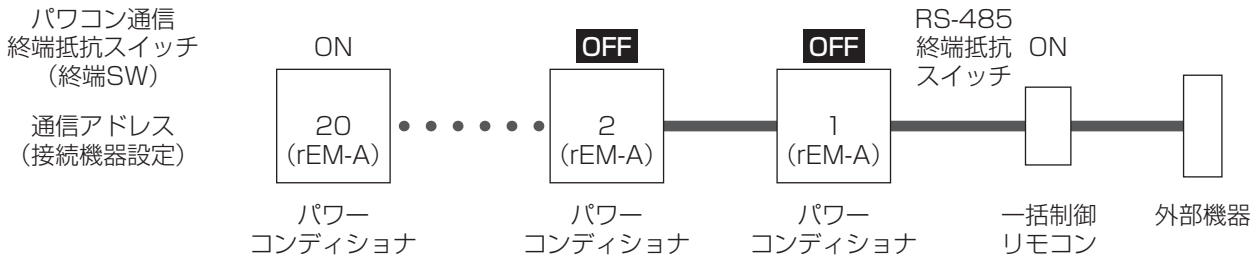 パワコン通信
終端抵抗スイッチ
（終端SW）
ON
OFF
OFF
RS-485
終端抵抗
スイッチ
ON
通信アドレス
（接続機器設定）
20
（rEM-A）
2
（rEM-A）
1
（rEM-A）
パワー
コンディショナ
パワー
コンディショナ
パワー
コンディショナ
一括制御
リモコン
外部機器